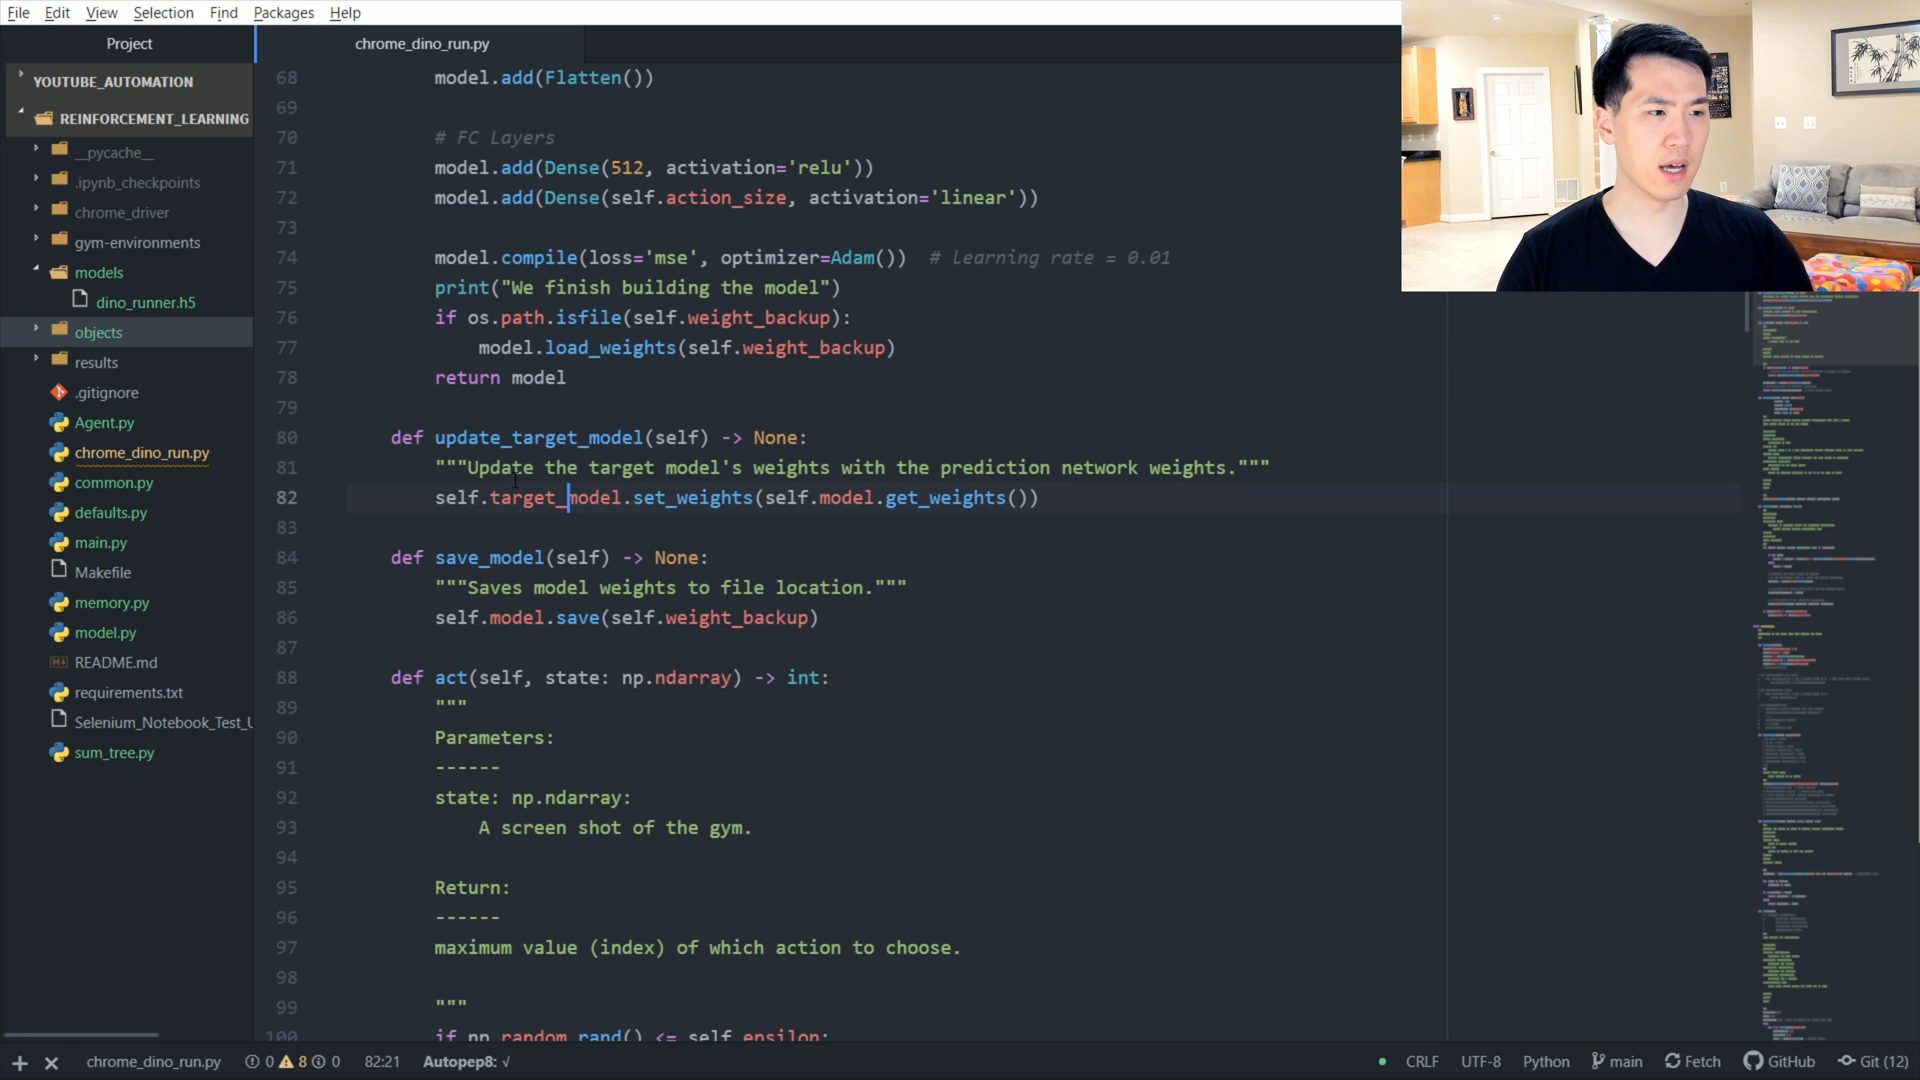 File Edit View Selection Find Packages Help
Project
YOUTUBE_AUTOMATION
REINFORCEMENT_LEARNING
__pycache__
.ipynb_checkpoints
chrome_driver
gym-environments
models
dino_runner.h5
objects
results
.gitignore
Agent.py
chrome_dino_run.py
common.py
defaults.py
main.py
Makefile
memory.py
model.py
README.md
requirements.txt
Selenium_Notebook_Test_U
sum_tree.py
chrome_dino_run.py
68 model.add(Flatten())
69
70 # FC Layers
71 model.add(Dense(512, activation='relu'))
72 model.add(Dense(self.action_size, activation='linear'))
73
74 model.compile(loss='mse', optimizer=Adam()) # learning rate = 0.01
75 print("We finish building the model")
76 if os.path.isfile(self.weight_backup):
77 model.load_weights(self.weight_backup)
78 return model
79
80 def update_target_model(self) -> None:
81 """Update the target model's weights with the prediction network weights."""
82 self.target_model.set_weights(self.model.get_weights())
83
84 def save_model(self) -> None:
85 """Saves model weights to file location."""
86 self.model.save(self.weight_backup)
87
88 def act(self, state: np.ndarray) -> int:
89 """
90 Parameters:
91 ------
92 state: np.ndarray:
93 A screen shot of the gym.
94
95 Return:
96 ------
97 maximum value (index) of which action to choose.
98
99 """
100 if np.random.rand() <= self.epsilon:
chrome_dino_run.py 0 8 0 82:21 Autopep8: √ CRLF UTF-8 Python main Fetch GitHub Git (12)